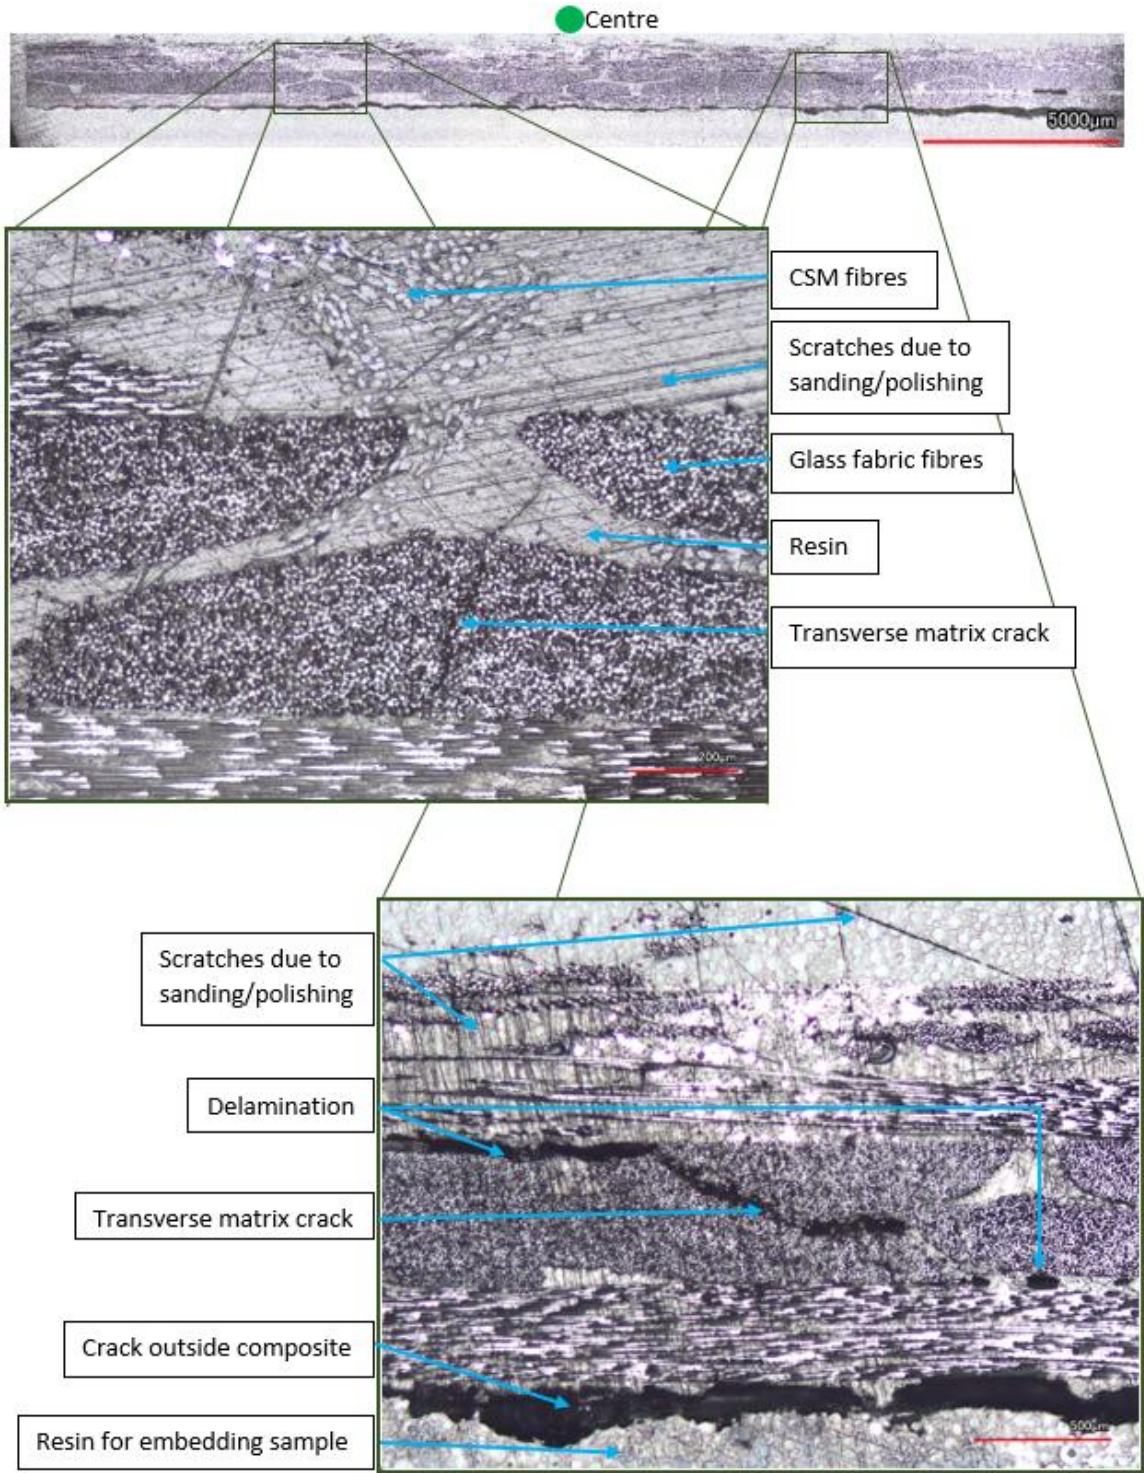 Centre
5000µm
CSM fibres
Scratches due to
sanding/polishing
Glass fabric fibres
Resin
Transverse matrix crack
200µm
Scratches due to
sanding/polishing
Delamination
Transverse matrix crack
Crack outside composite
Resin for embedding sample
500µm